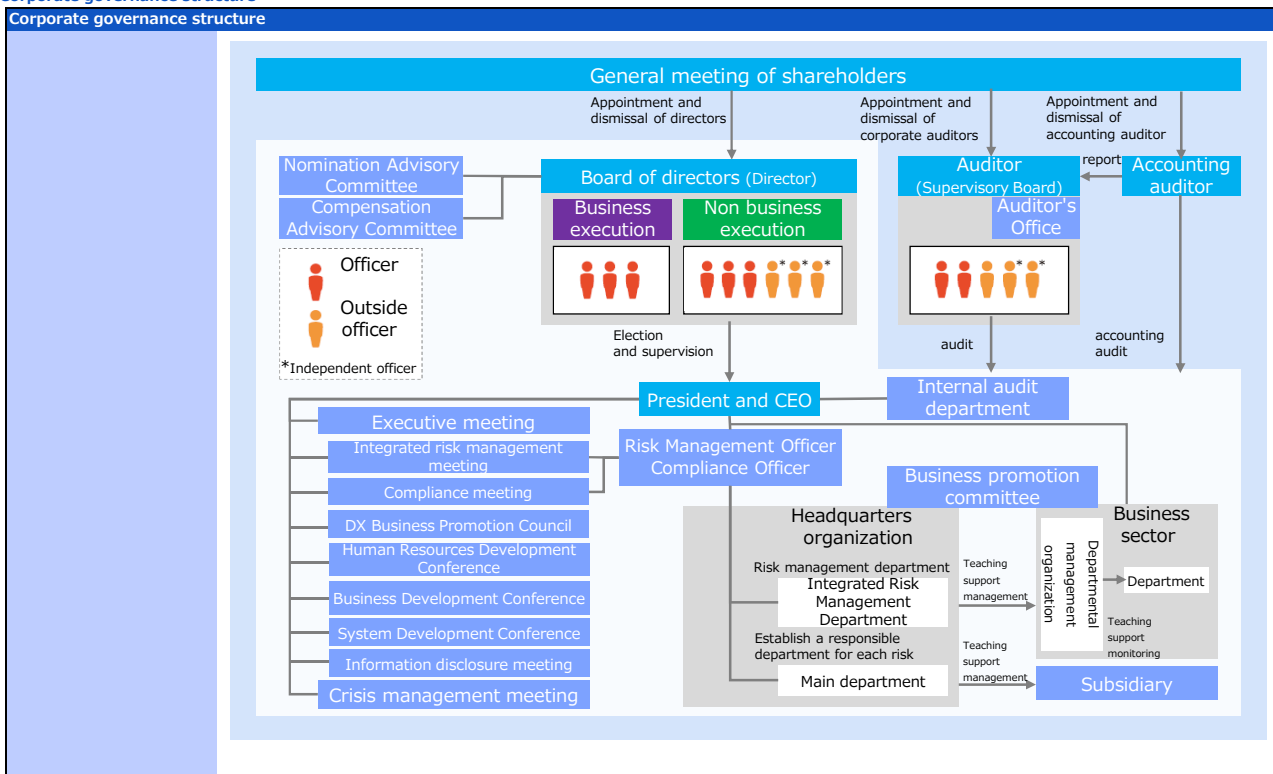 Corporate governance structure
Corporate governance structure
General meeting of shareholders
Appointment and
dismissal of directors
Appointment and
dismissal of
corporate auditors
Appointment and
dismissal of
accounting auditor
report
Nomination Advisory
Committee
Compensation
Advisory Committee
Board of directors (Director)
Business
execution
Non business
execution
* * *
Auditor
(Supervisory Board)
Auditor's
Office
* *
Accounting
auditor
Officer
Outside
officer
*Independent officer
Election
and supervision
audit
accounting
audit
President and CEO
Internal audit
department
Executive meeting
Integrated risk management
meeting
Compliance meeting
DX Business Promotion Council
Human Resources Development
Conference
Business Development Conference
System Development Conference
Information disclosure meeting
Crisis management meeting
Risk Management Officer
Compliance Officer
Business promotion
committee
Headquarters
organization
Risk management department
Integrated Risk
Management
Department
Establish a responsible
department for each risk
Main department
Teaching
support
management
Teaching
support
management
Business
sector
Departmental
management
organization
Department
Teaching
support
monitoring
Subsidiary